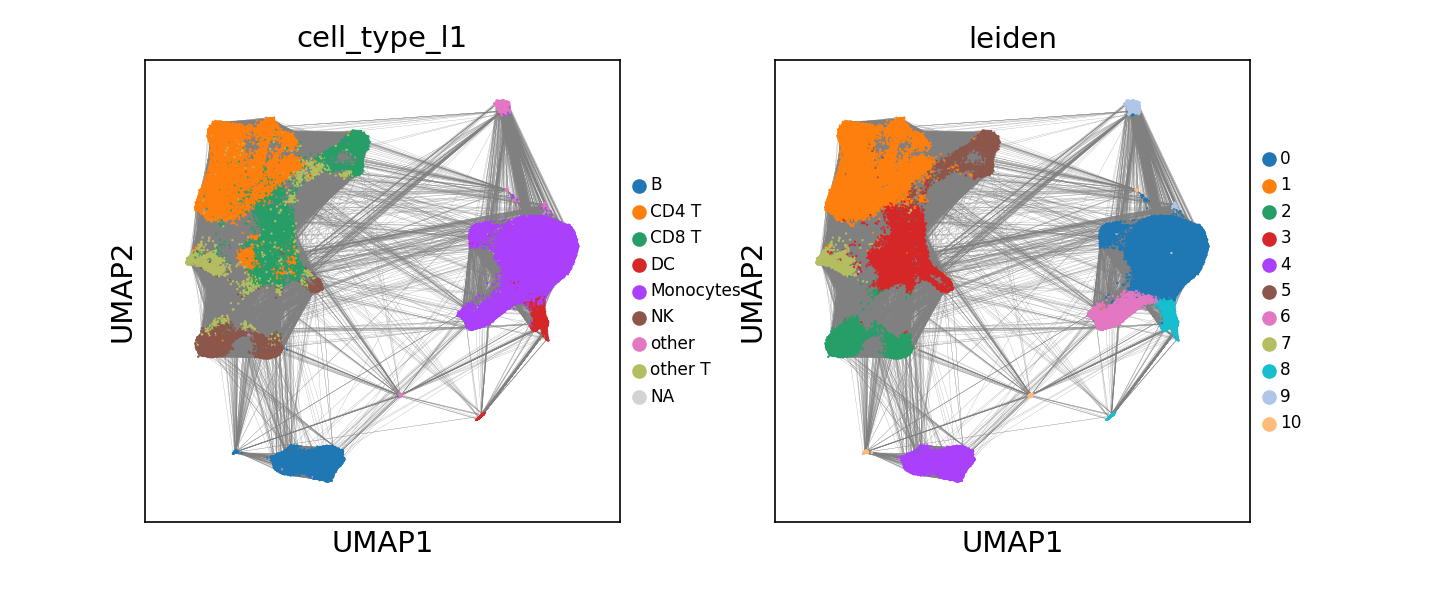 cell_type_l1
UMAP2
UMAP1
B
CD4 T
CD8 T
DC
Monocytes
NK
other
other T
NA
leiden
UMAP2
UMAP1
0
1
2
3
4
5
6
7
8
9
10